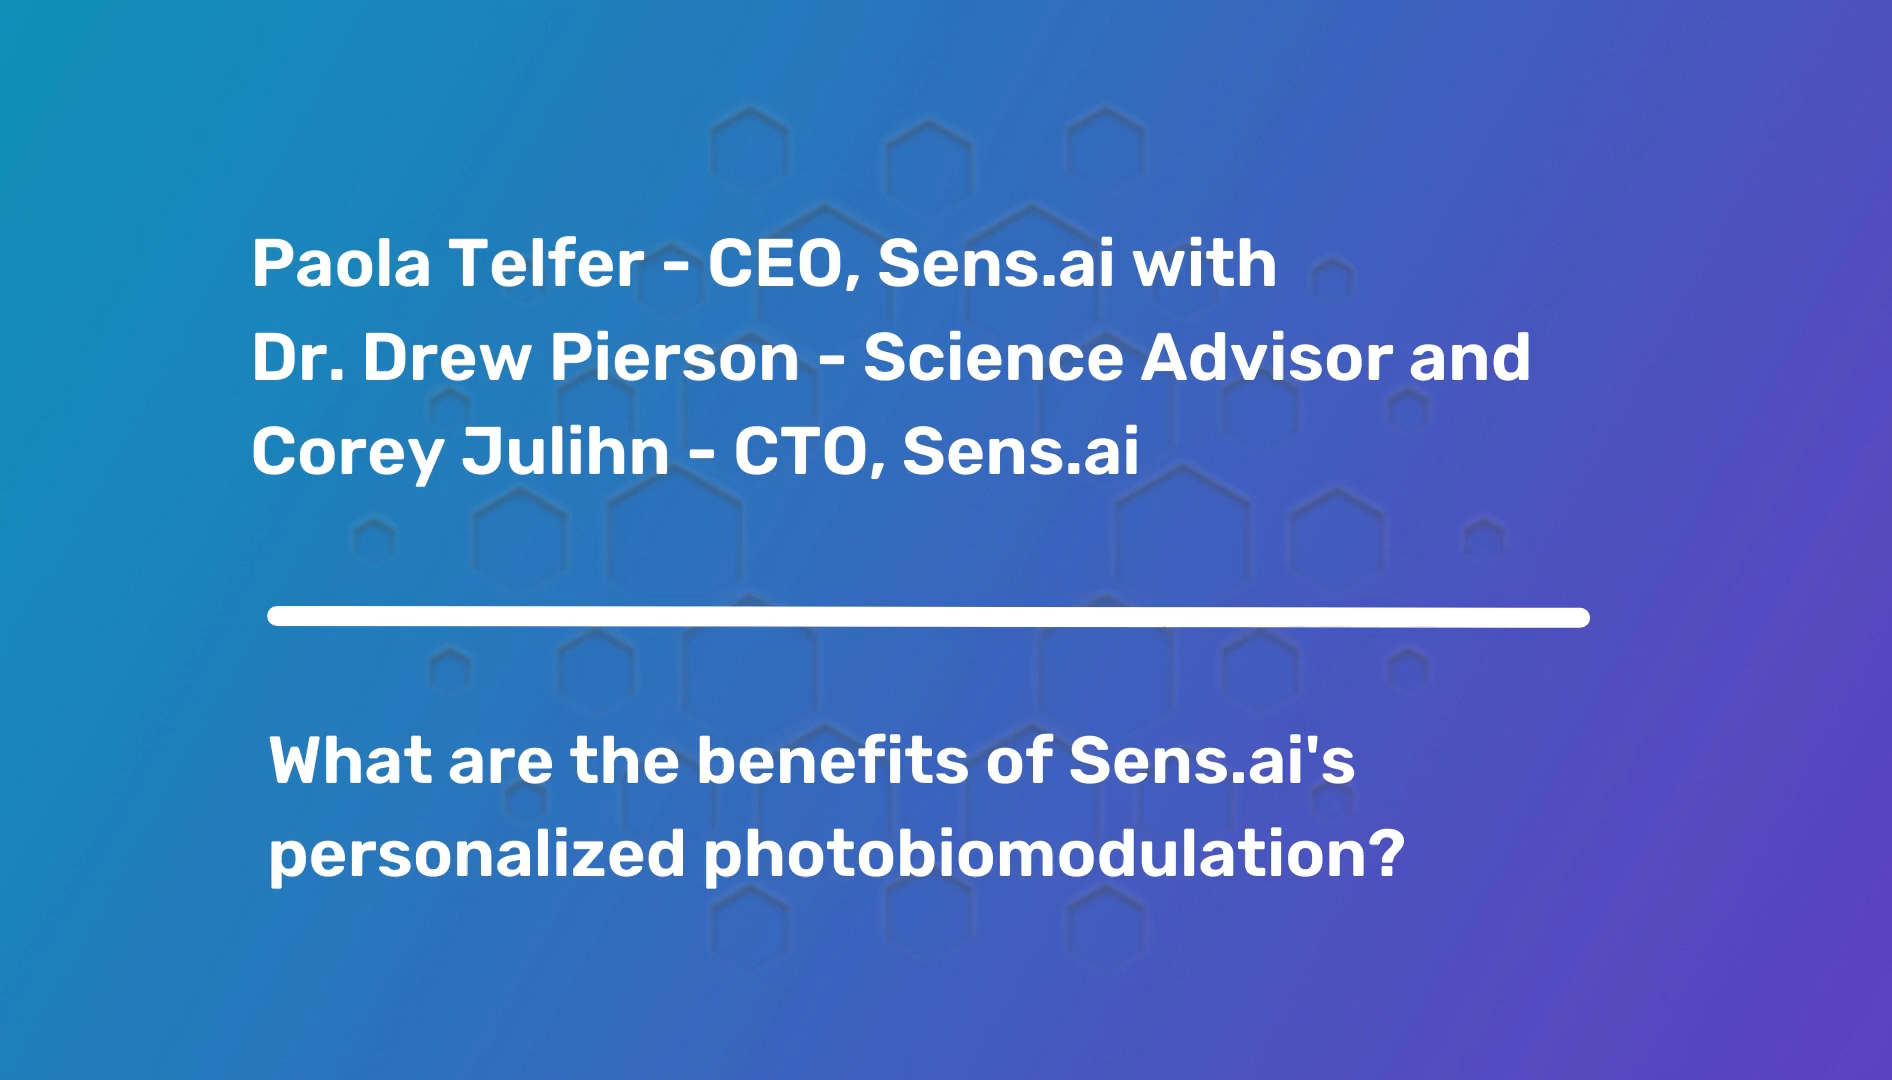 Paola Telfer - CEO, Sens.ai with
Dr. Drew Pierson - Science Advisor and
Corey Julihn - CTO, Sens.ai
What are the benefits of Sens.ai's
personalized photobiomodulation?